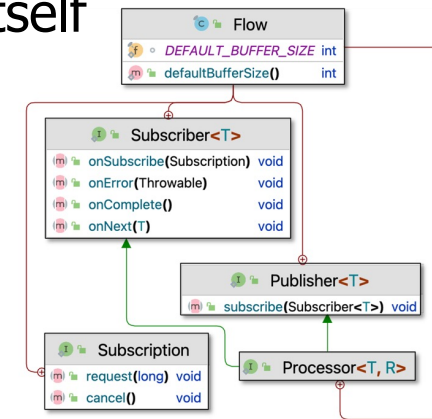 tself
Flow
DEFAULT_BUFFER_SIZE int
defaultBufferSize() int
Subscriber<T>
onSubscribe(Subscription) void
onError(Throwable) void
onComplete() void
onNext(T) void
Publisher<T>
subscribe(Subscriber<T>) void
Subscription
request(long) void
cancel() void
Processor<T, R>